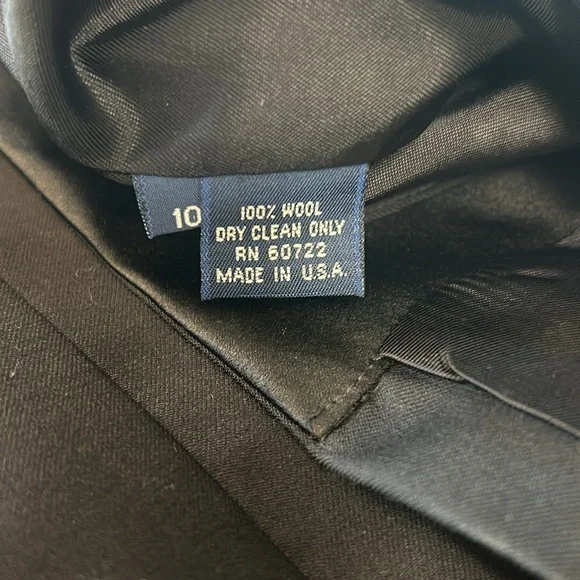 10
100% WOOL
DRY CLEAN ONLY
RN 60722
MADE IN U.S.A.